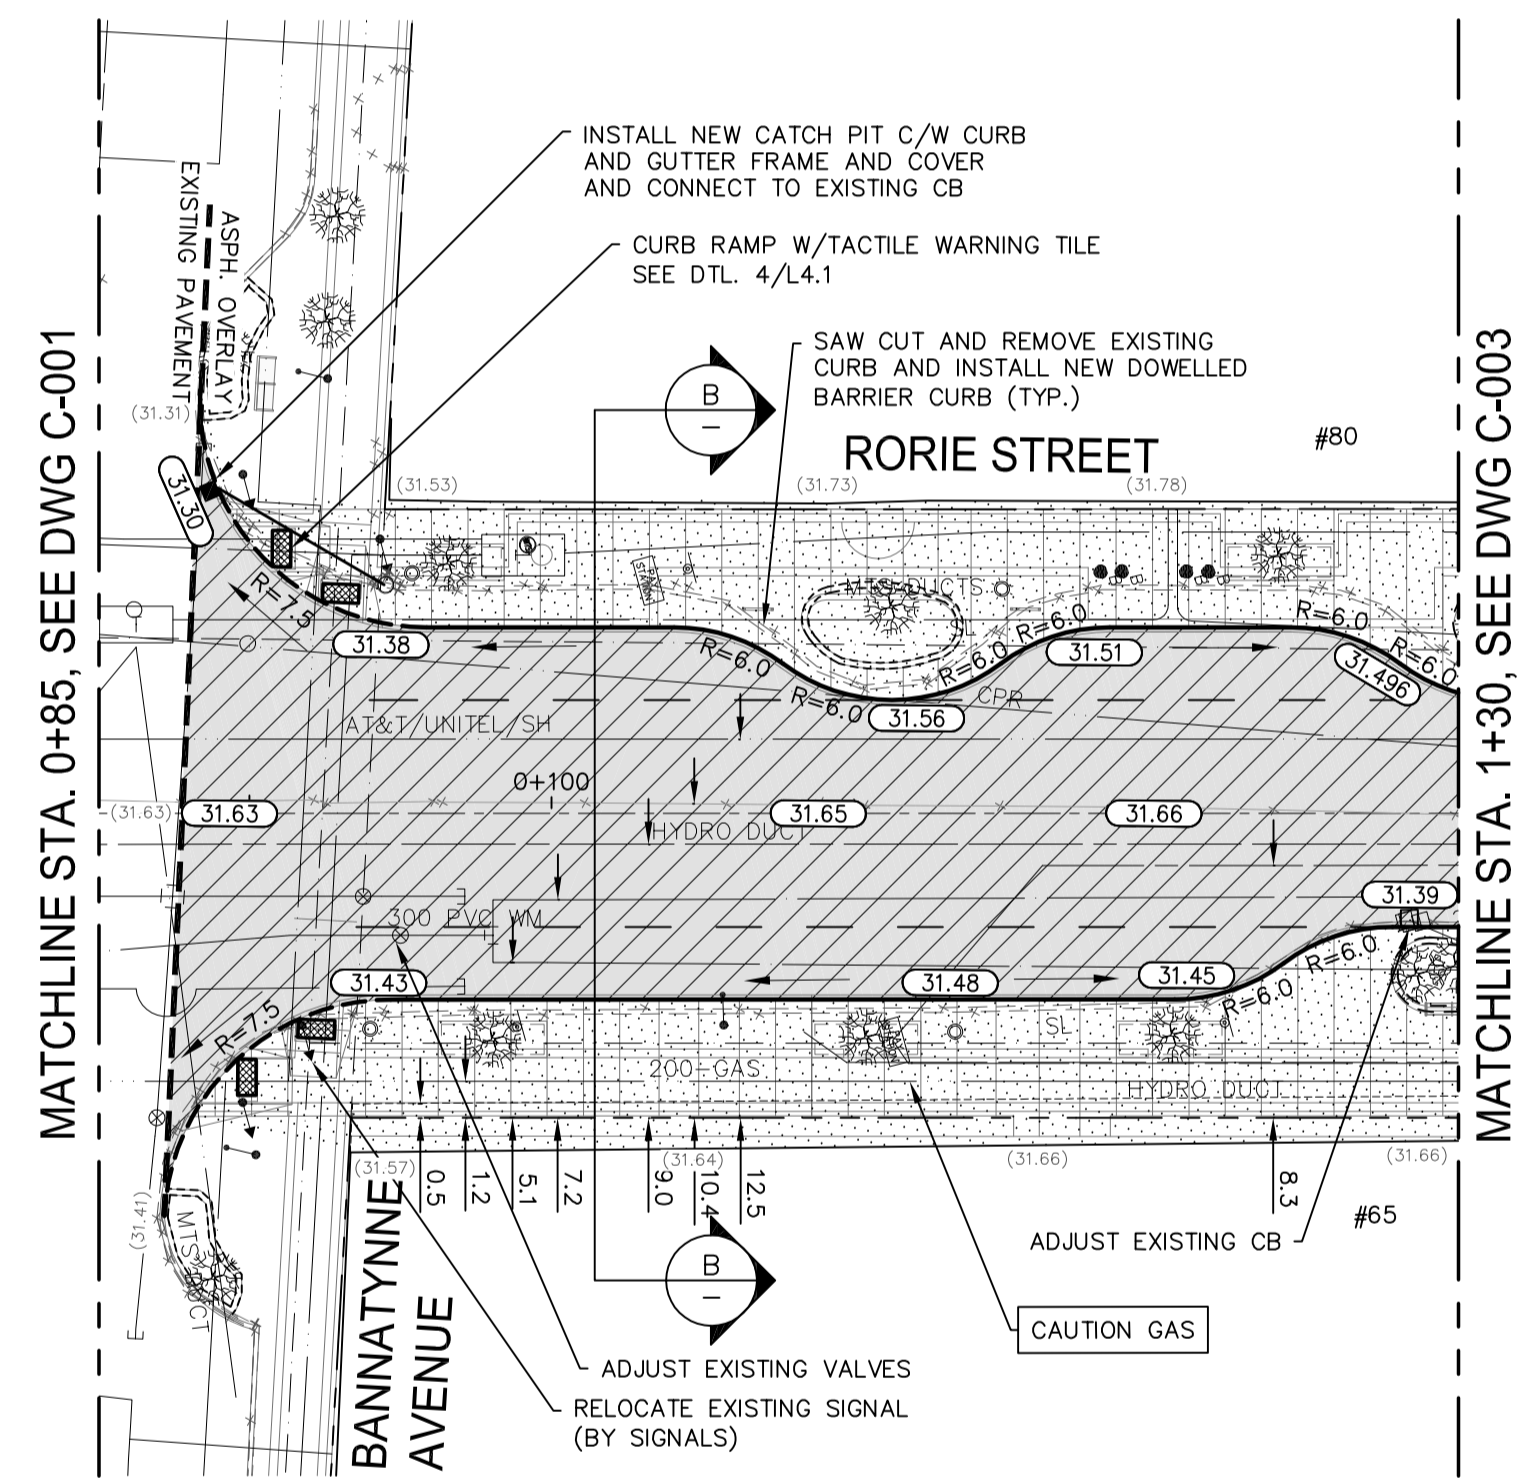 INSTALL NEW CATCH PIT C/W CURB
AND GUTTER FRAME AND COVER
AND CONNECT TO EXISTING CB
CURB RAMP W/TACTILE WARNING TILE
SEE DTL. 4/L4.1
SAW CUT AND REMOVE EXISTING
CURB AND INSTALL NEW DOWELLED
BARRIER CURB (TYP.)
EXISTING PAVEMENT
ASPH. OVERLAY
MATCHLINE STA. 0+85, SEE DWG C-001
MATCHLINE STA. 1+30, SEE DWG C-003
B
–
RORIE STREET
#80
(31.31)
(31.53)
(31.73)
(31.78)
31.30
R=7.5
31.38
MTS DUCTS
R=6.0
R=6.0
R=6.0
R=6.0
R=6.0
R=6.0
31.51
31.496
31.56
CPR
AT&T/UNITEL/SH
0+100
(31.63)
31.63
31.65
31.66
HYDRO DUCT
31.39
300 PVC WM
31.43
31.48
31.45
R=6.0
R=6.0
R=7.5
SL
200-GAS
HYDRO DUCT
(31.57)
(31.64)
(31.66)
(31.66)
(31.41)
0.5
1.2
5.1
7.2
9.0
10.4
12.5
8.3
#65
MTS DUCT
BANNATYNNE
AVENUE
B
–
ADJUST EXISTING CB
CAUTION GAS
ADJUST EXISTING VALVES
RELOCATE EXISTING SIGNAL
(BY SIGNALS)